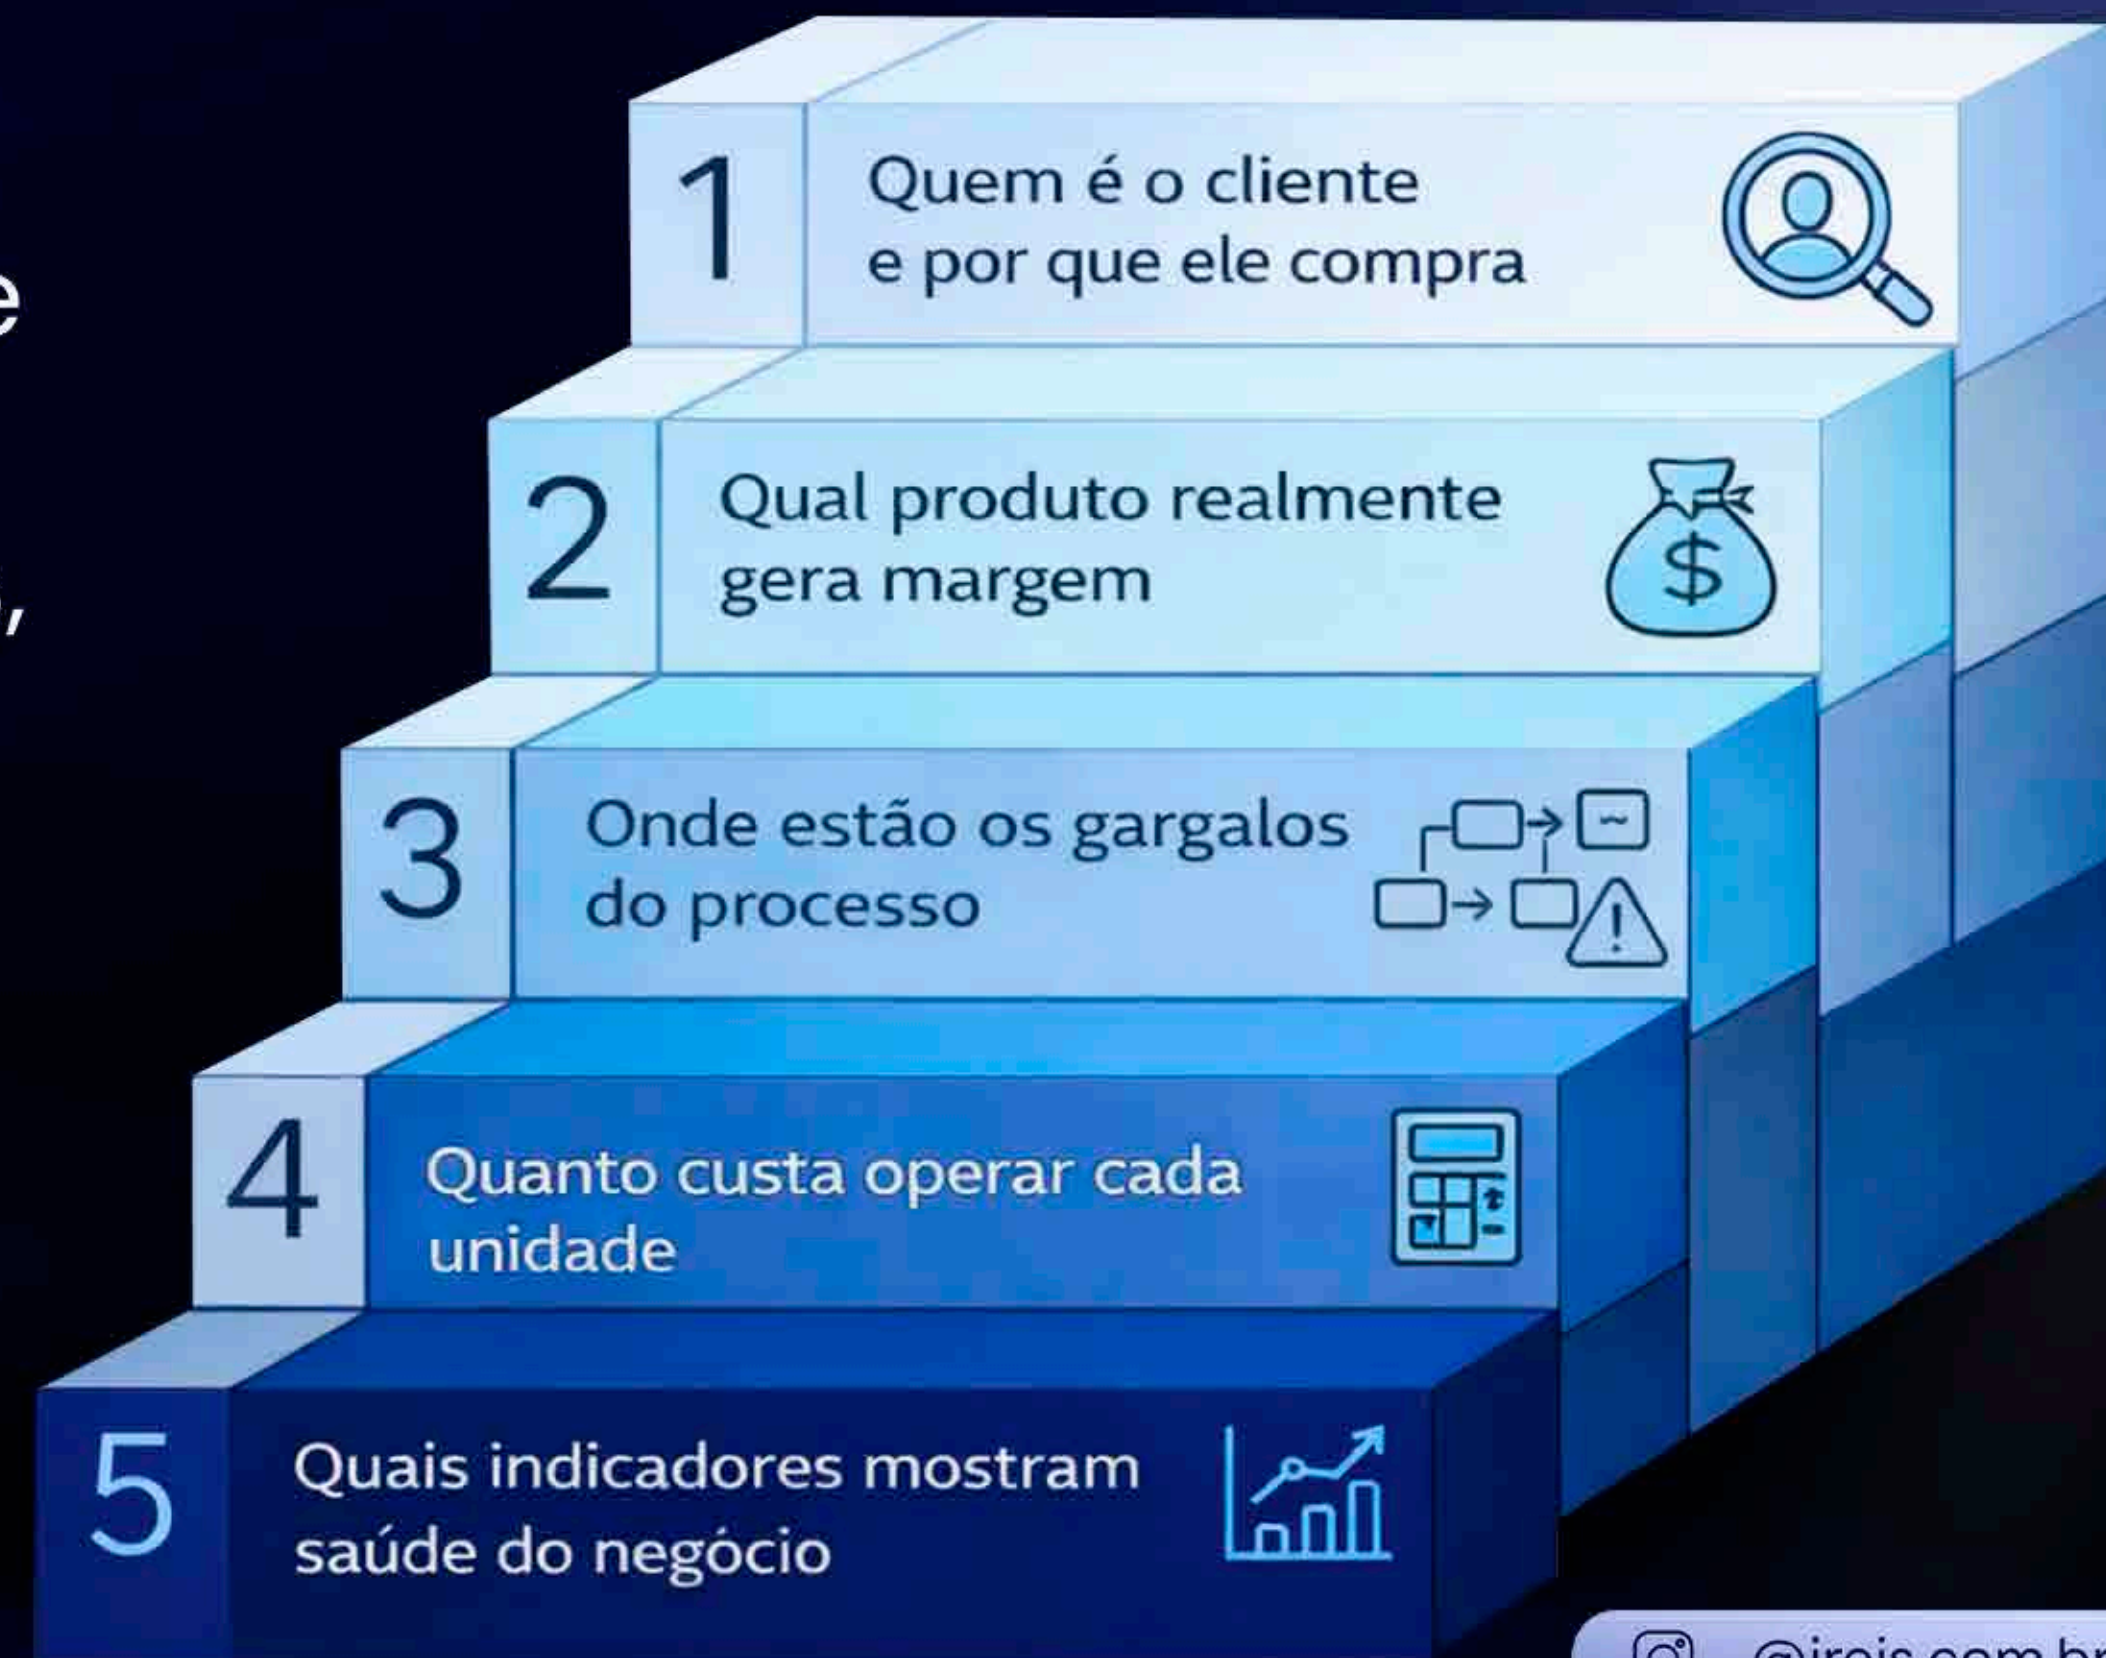 1
Quem é o cliente
e por que ele compra
2
Qual produto realmente
gera margem
$
3
Onde estão os gargalos
do processo
!
4
Quanto custa operar cada
unidade
5
Quais indicadores mostram
saúde do negócio